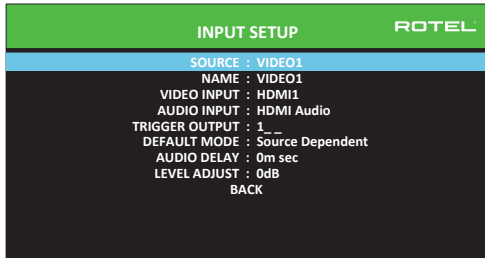 INPUT SETUP
ROTEL
SOURCE : VIDEO1
NAME : VIDEO1
VIDEO INPUT : HDMI1
AUDIO INPUT : HDMI Audio
TRIGGER OUTPUT : 1_ _
DEFAULT MODE : Source Dependent
AUDIO DELAY : 0m sec
LEVEL ADJUST : 0dB
BACK